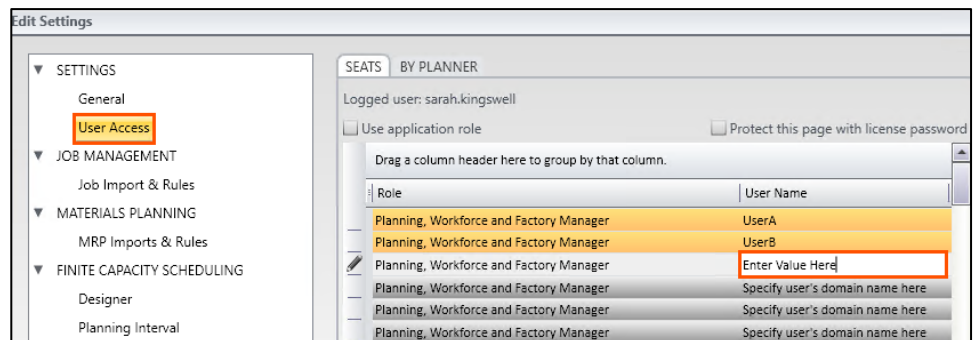 Edit Settings
SETTINGS
General
User Access
JOB MANAGEMENT
Job Import & Rules
MATERIALS PLANNING
MRP Imports & Rules
FINITE CAPACITY SCHEDULING
Designer
Planning Interval
SEATS BY PLANNER
Logged user: sarah.kingswell
Use application role Protect this page with license password
Drag a column header here to group by that column.
Role User Name
Planning, Workforce and Factory Manager UserA
Planning, Workforce and Factory Manager UserB
Planning, Workforce and Factory Manager Enter Value Here
Planning, Workforce and Factory Manager Specify user's domain name here
Planning, Workforce and Factory Manager Specify user's domain name here
Planning, Workforce and Factory Manager Specify user's domain name here